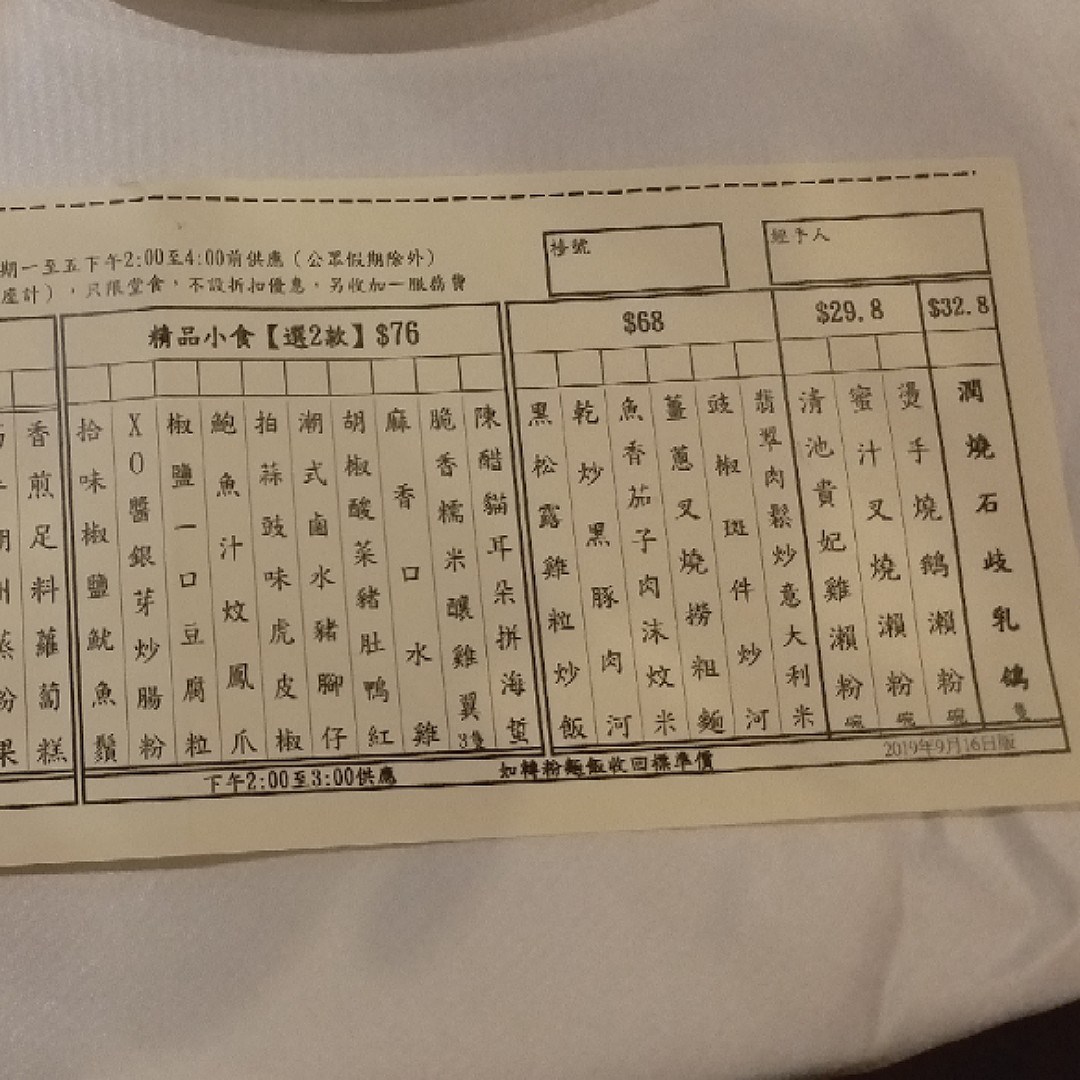 檯號
經手人
期一至五下午2:00至4:00前供應（公眾假期除外）
處計），只限堂食，不設折扣優惠，另收加一服務費
精品小食【選2款】$76
$68
$29.8
$32.8
香煎足料蘿蔔糕
拾味椒鹽魷魚鬚
XO醬銀芽炒腸粉
椒鹽一口豆腐粒
鮑魚汁炆鳳爪
拍蒜豉味虎皮椒
潮式鹵水豬腳仔
胡椒酸菜豬肚鴨紅
麻香口水雞
脆香糯米釀雞翼3隻
陳醋貓耳朵拼海蜇
黑松露雞粒炒飯
乾炒黑豚肉河
魚香茄子肉沫炆米
薑蔥叉燒撈粗麵
豉椒斑件炒河
翡翠肉鬆炒意大利米
清池貴妃雞瀨粉碗
蜜汁叉燒瀨粉碗
燙手燒鵝瀨粉碗
潤燒石岐乳鴿隻
下午2:00至3:00供應
如轉粉麵飯收回標準價
2019年9月16日版